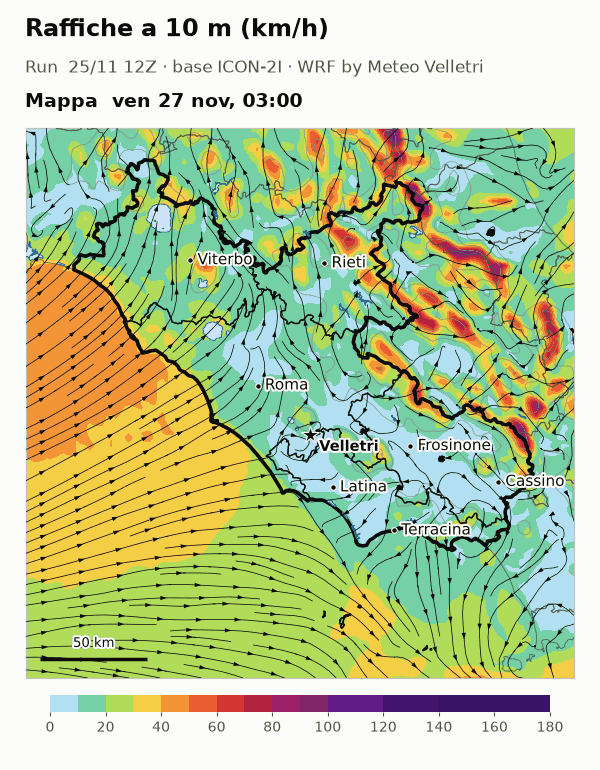 Raffiche a 10 m (km/h)
Run 25/11 12Z · base ICON-2I · WRF by Meteo Velletri
Mappa ven 27 nov, 03:00
Viterbo
Rieti
Roma
Velletri
Frosinone
Latina
Cassino
Terracina
50 km
0 20 40 60 80 100 120 140 160 180